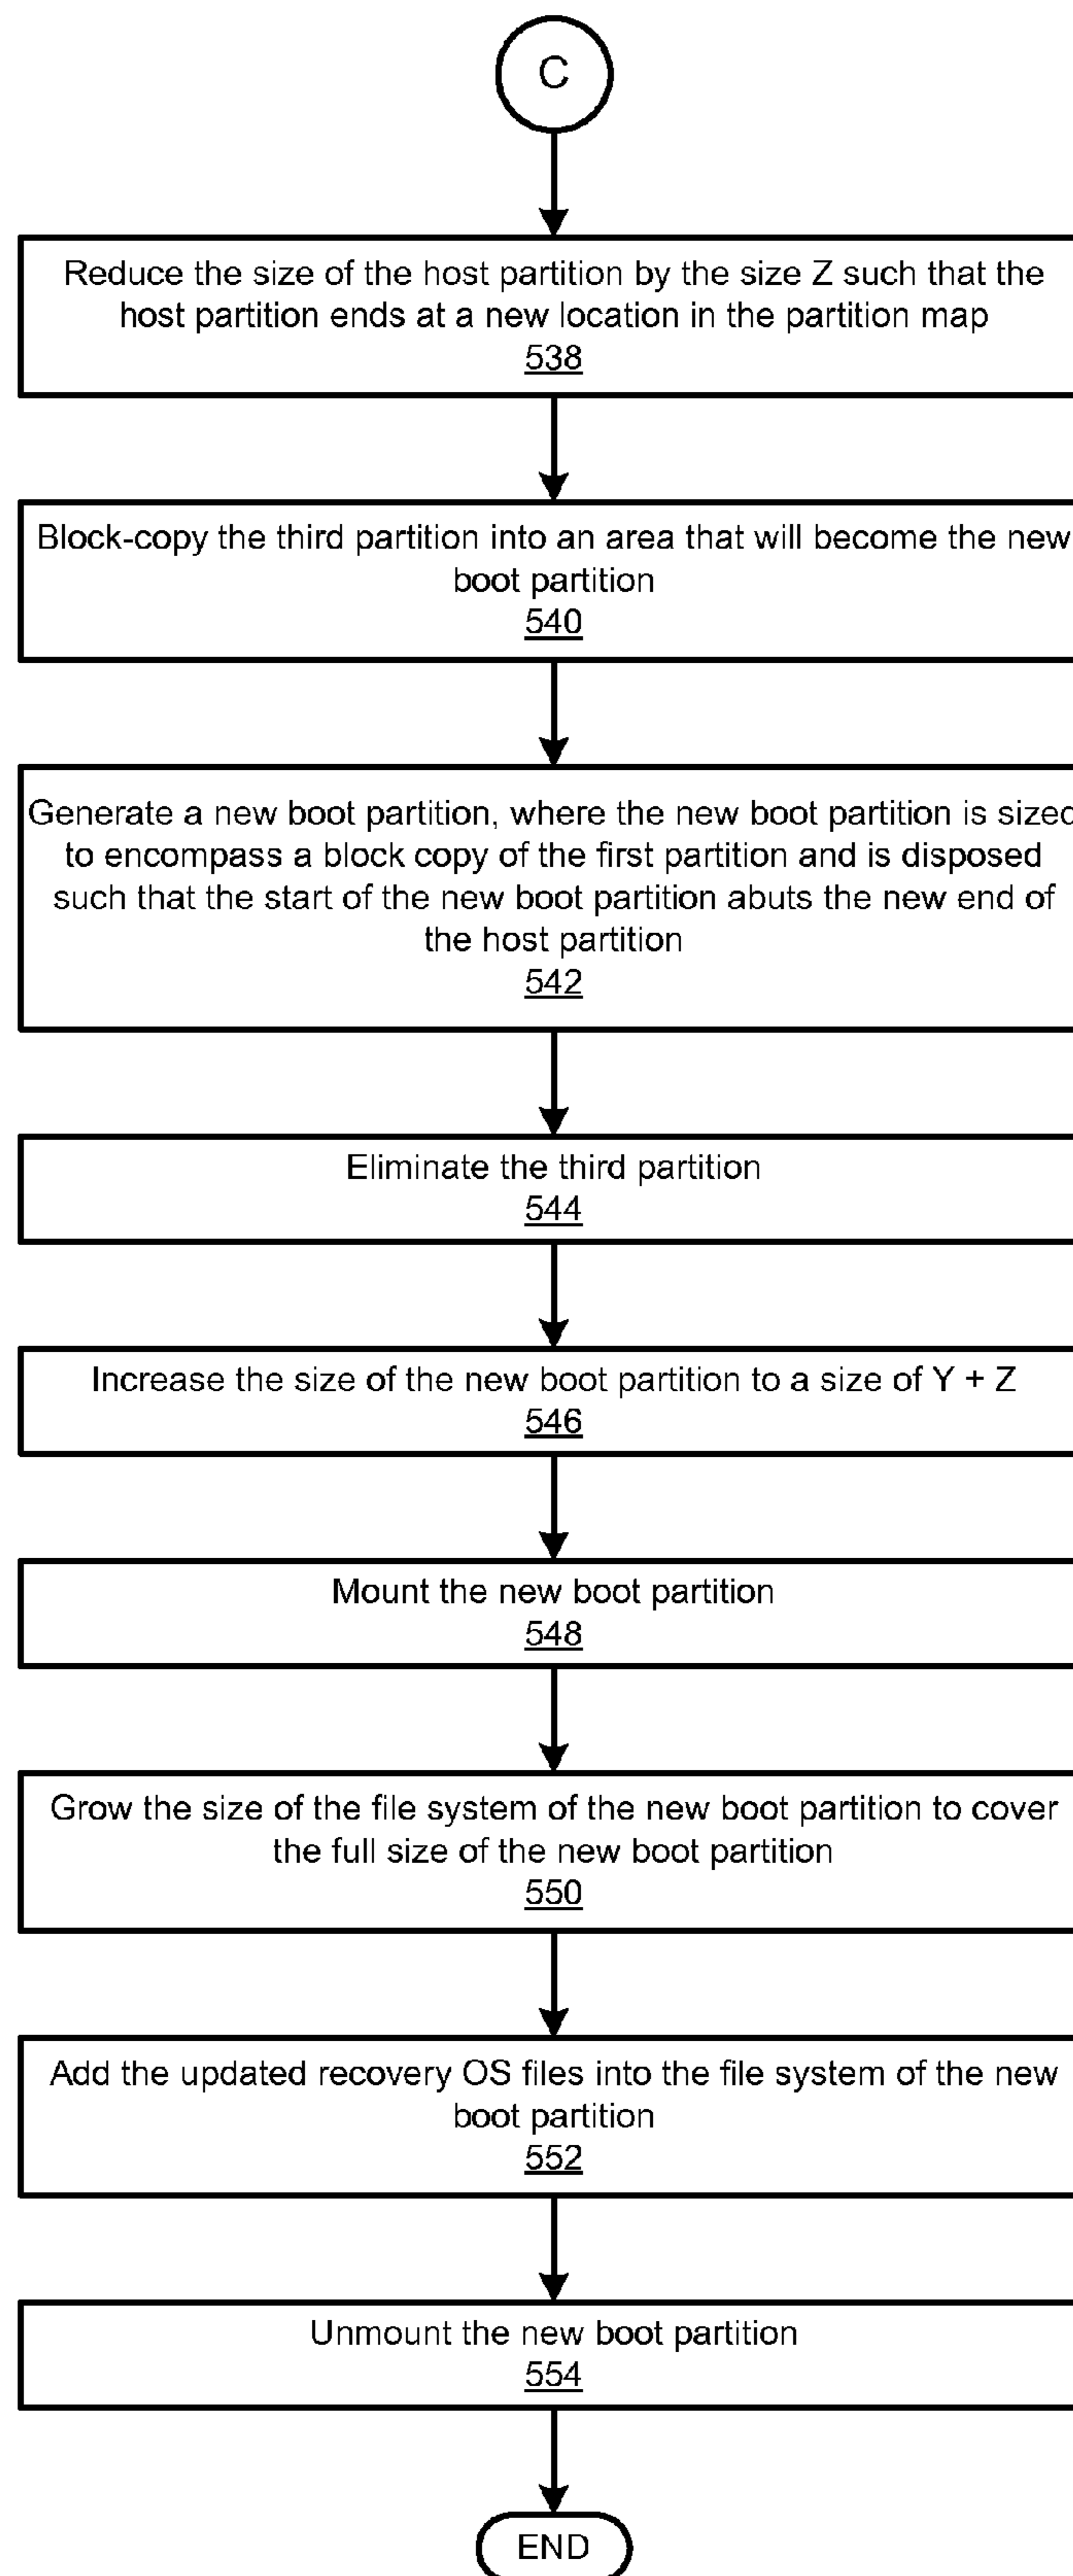 C
Reduce the size of the host partition by the size Z such that the
host partition ends at a new location in the partition map
538
Block-copy the third partition into an area that will become the new
boot partition
540
Generate a new boot partition, where the new boot partition is sized
to encompass a block copy of the first partition and is disposed
such that the start of the new boot partition abuts the new end of
the host partition
542
Eliminate the third partition
544
Increase the size of the new boot partition to a size of Y + Z
546
Mount the new boot partition
548
Grow the size of the file system of the new boot partition to cover
the full size of the new boot partition
550
Add the updated recovery OS files into the file system of the new
boot partition
552
Unmount the new boot partition
554
END